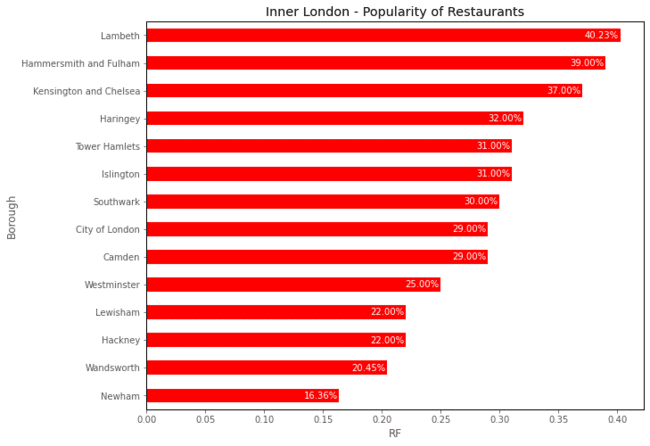 Inner London - Popularity of Restaurants
Borough
Lambeth 40.23%
Hammersmith and Fulham 39.00%
Kensington and Chelsea 37.00%
Haringey 32.00%
Tower Hamlets 31.00%
Islington 31.00%
Southwark 30.00%
City of London 29.00%
Camden 29.00%
Westminster 25.00%
Lewisham 22.00%
Hackney 22.00%
Wandsworth 20.45%
Newham 16.36%
0.00 0.05 0.10 0.15 0.20 0.25 0.30 0.35 0.40
RF